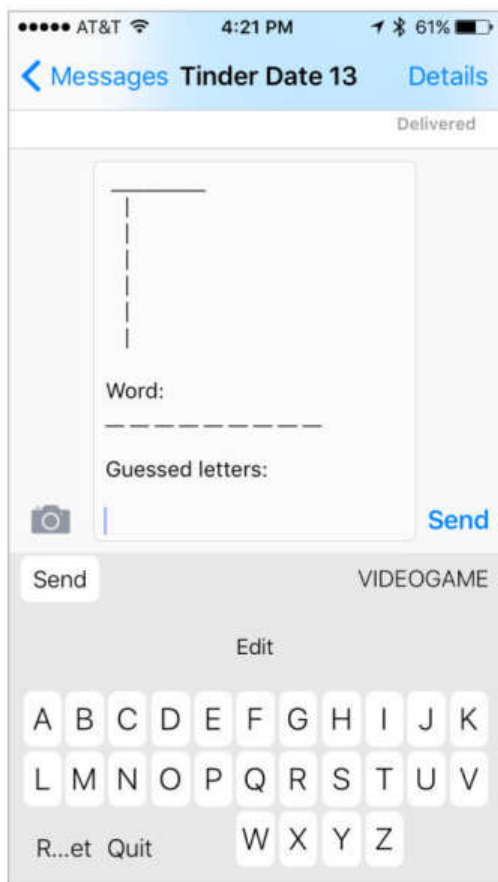 AT&T 4:21 PM 61%
Messages Tinder Date 13 Details
Delivered
Word:
— — — — — — — — —
Guessed letters:
Send
Send VIDEOGAME
Edit
A B C D E F G H I J K
L M N O P Q R S T U V
R...et Quit W X Y Z